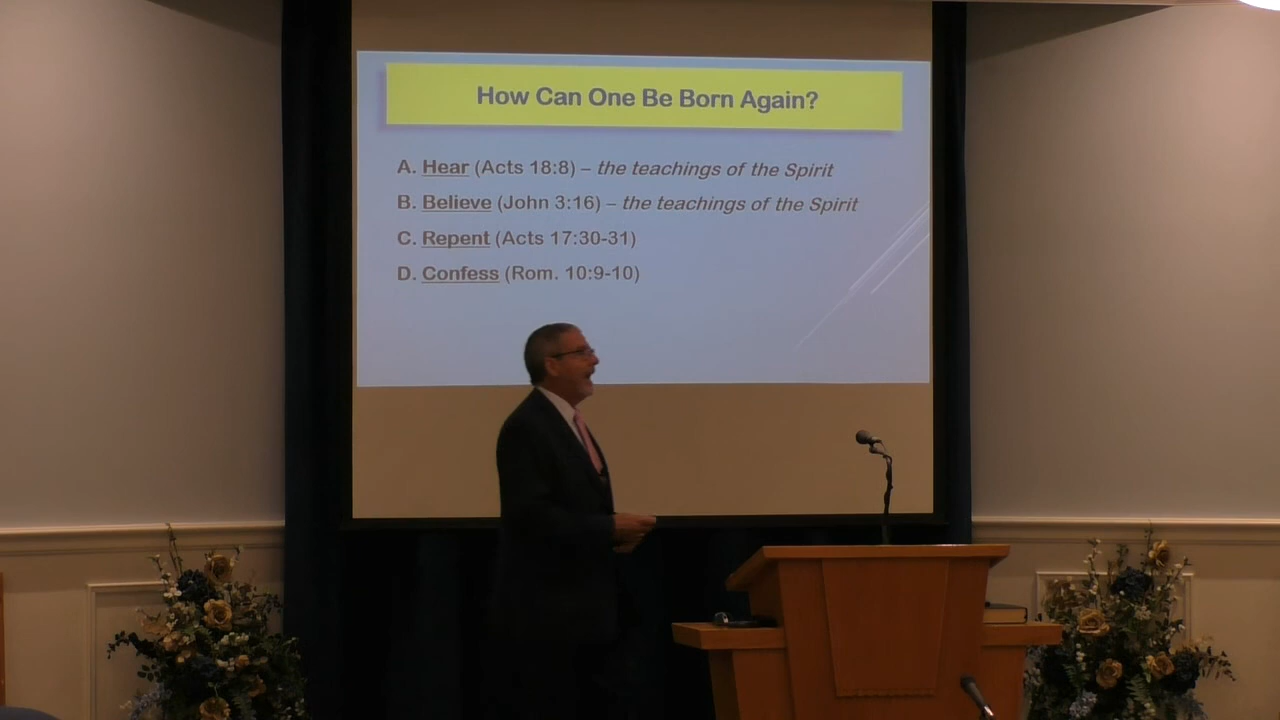 How Can One Be Born Again?
A. Hear (Acts 18:8) – the teachings of the Spirit
B. Believe (John 3:16) – the teachings of the Spirit
C. Repent (Acts 17:30-31)
D. Confess (Rom. 10:9-10)